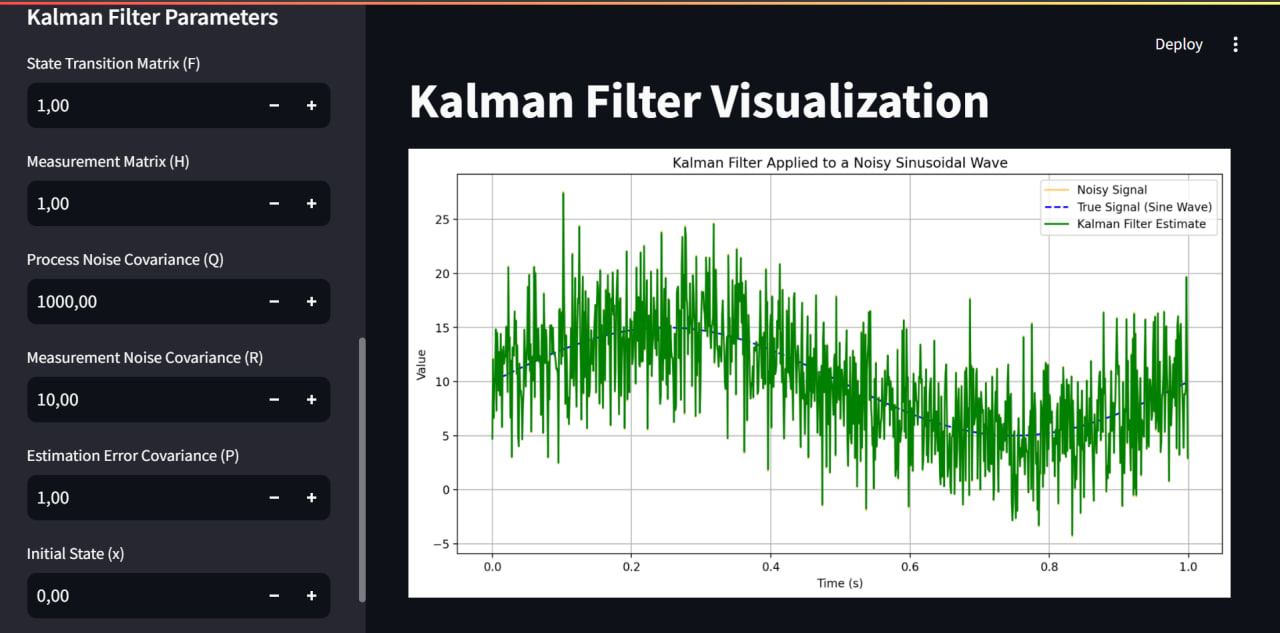 Kalman Filter Parameters
State Transition Matrix (F)
1,00
Measurement Matrix (H)
1,00
Process Noise Covariance (Q)
1000,00
Measurement Noise Covariance (R)
10,00
Estimation Error Covariance (P)
1,00
Initial State (x)
0,00
Deploy
Kalman Filter Visualization
Kalman Filter Applied to a Noisy Sinusoidal Wave
Noisy Signal
True Signal (Sine Wave)
Kalman Filter Estimate
Value
25
20
15
10
5
0
−5
0.0 0.2 0.4 0.6 0.8 1.0
Time (s)